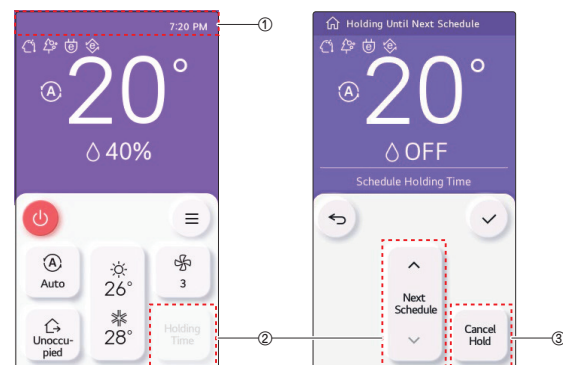 7:20 PM
①
A
20°
40%
A
Auto
26°
28°
3
Unoccu-
pied
Holding
Time
②
Holding Until Next Schedule
A
20°
OFF
Schedule Holding Time
Next
Schedule
Cancel
Hold
③